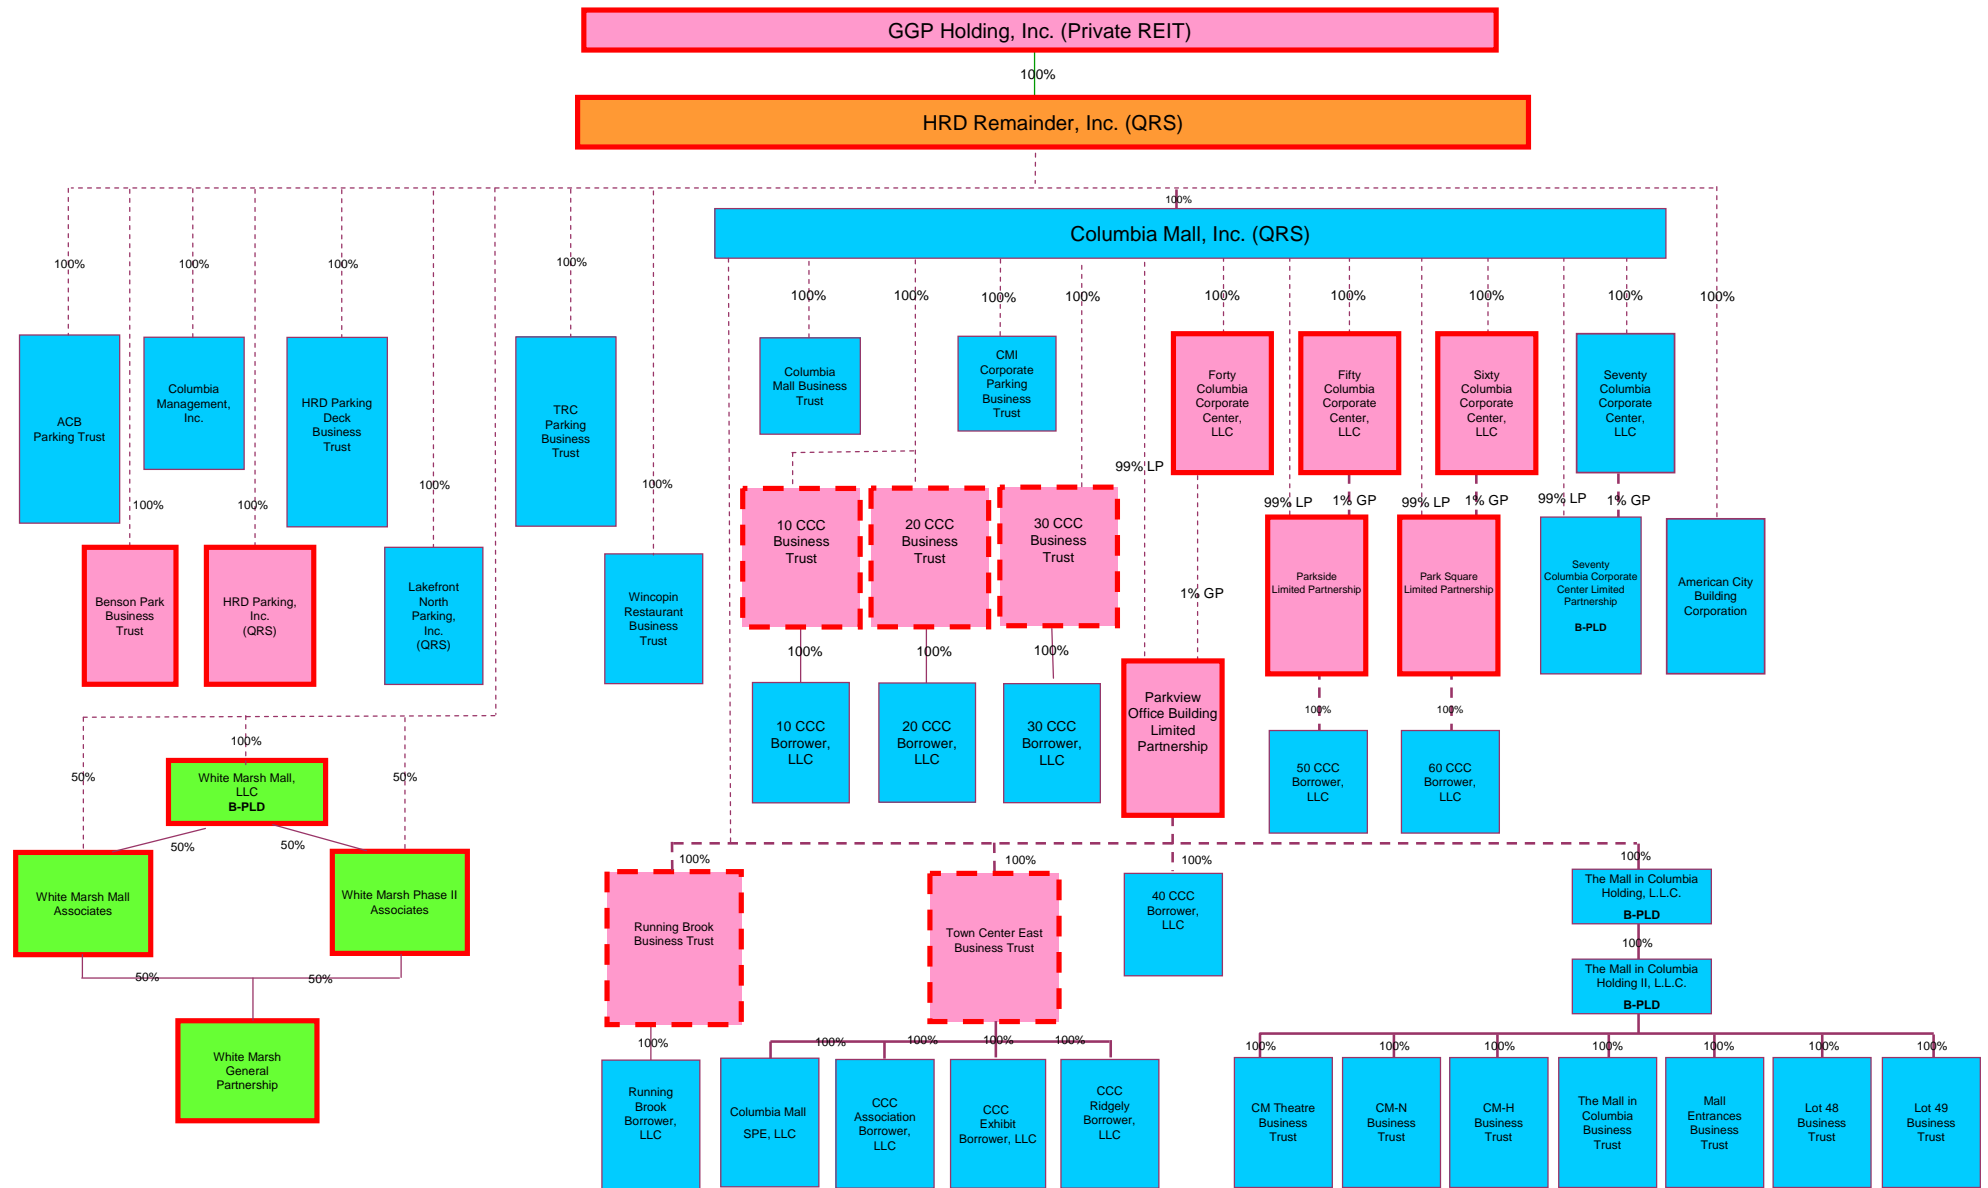 GGP Holding, Inc. (Private REIT)
100%
HRD Remainder, Inc. (QRS)
100%
Columbia Mall, Inc. (QRS)
100%
100%
100%
100%
100%
100%
100%
100%
100%
100%
100%
100%
100%
ACB
Parking Trust
Columbia
Management,
Inc.
HRD Parking
Deck
Business
Trust
TRC
Parking
Business
Trust
Columbia
Mall Business
Trust
CMI
Corporate
Parking
Business
Trust
Forty
Columbia
Corporate
Center,
LLC
Fifty
Columbia
Corporate
Center,
LLC
Sixty
Columbia
Corporate
Center,
LLC
Seventy
Columbia
Corporate
Center,
LLC
100%
100%
100%
100%
99% LP
99% LP
1% GP
99% LP
1% GP
99% LP
1% GP
Benson Park
Business
Trust
HRD Parking,
Inc.
(QRS)
Lakefront
North
Parking,
Inc.
(QRS)
Wincopin
Restaurant
Business
Trust
10 CCC
Business
Trust
20 CCC
Business
Trust
30 CCC
Business
Trust
1% GP
Parkside
Limited Partnership
Park Square
Limited Partnership
Seventy
Columbia Corporate
Center Limited
Partnership
B-PLD
American City
Building
Corporation
100%
100%
100%
10 CCC
Borrower,
LLC
20 CCC
Borrower,
LLC
30 CCC
Borrower,
LLC
Parkview
Office Building
Limited
Partnership
100%
100%
50 CCC
Borrower,
LLC
60 CCC
Borrower,
LLC
100%
50%
50%
White Marsh Mall,
LLC
B-PLD
50%
50%
White Marsh Mall
Associates
White Marsh Phase II
Associates
50%
50%
White Marsh
General
Partnership
100%
100%
100%
100%
Running Brook
Business Trust
Town Center East
Business Trust
40 CCC
Borrower,
LLC
The Mall in Columbia
Holding, L.L.C.
B-PLD
100%
The Mall in Columbia
Holding II, L.L.C.
B-PLD
100%
100%
100%
100%
100%
100%
100%
100%
100%
100%
100%
100%
Running
Brook
Borrower,
LLC
Columbia Mall
SPE, LLC
CCC
Association
Borrower,
LLC
CCC
Exhibit
Borrower, LLC
CCC
Ridgely
Borrower,
LLC
CM Theatre
Business
Trust
CM-N
Business
Trust
CM-H
Business
Trust
The Mall in
Columbia
Business
Trust
Mall
Entrances
Business
Trust
Lot 48
Business
Trust
Lot 49
Business
Trust